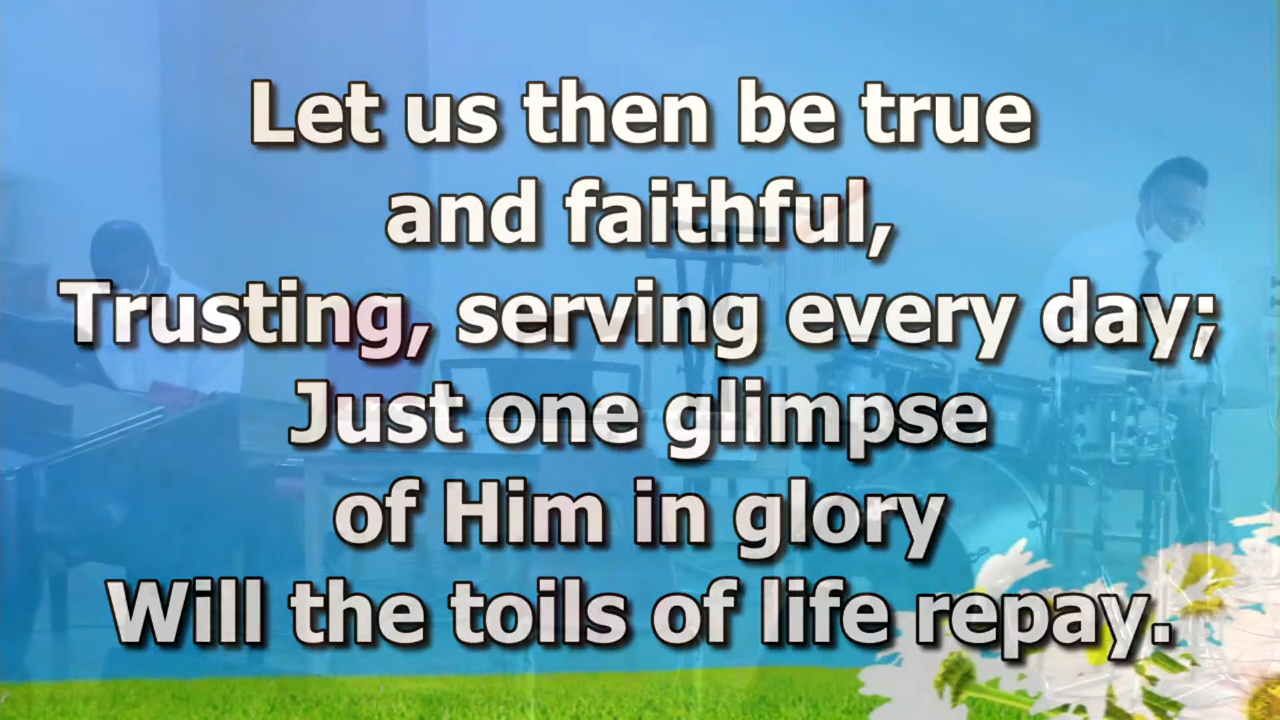 Let us then be true
and faithful,
Trusting, serving every day;
Just one glimpse
of Him in glory
Will the toils of life repay.